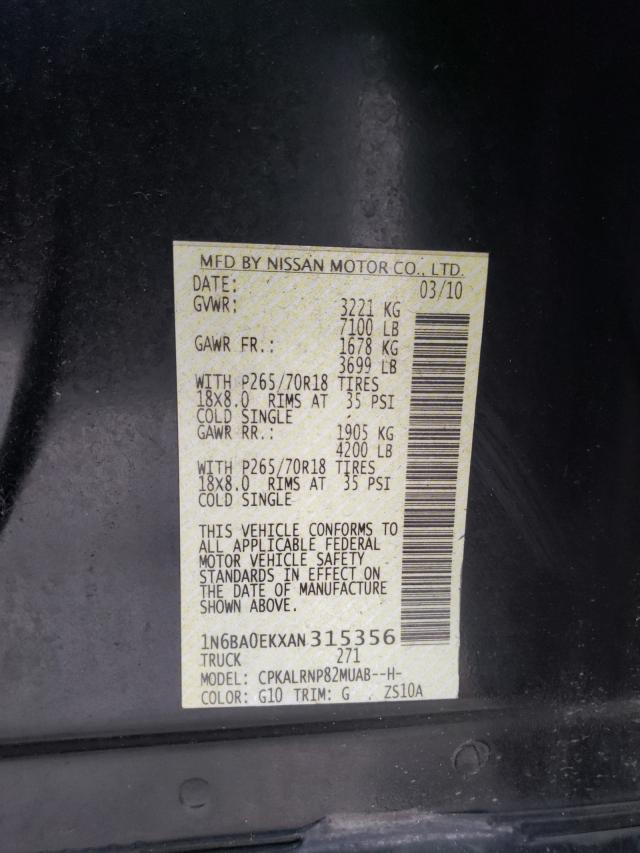 MFD BY NISSAN MOTOR CO., LTD.
DATE: 03/10
GVWR: 3221 KG
7100 LB
GAWR FR.: 1678 KG
3699 LB
WITH P265/70R18 TIRES
18X8.0 RIMS AT 35 PSI
COLD SINGLE
GAWR RR.: 1905 KG
4200 LB
WITH P265/70R18 TIRES
18X8.0 RIMS AT 35 PSI
COLD SINGLE
THIS VEHICLE CONFORMS TO
ALL APPLICABLE FEDERAL
MOTOR VEHICLE SAFETY
STANDARDS IN EFFECT ON
THE DATE OF MANUFACTURE
SHOWN ABOVE.
1N6BA0EKXAN315356
TRUCK 271
MODEL: CPKALRNP82MUAB--H-
COLOR: G10 TRIM: G ZS10A